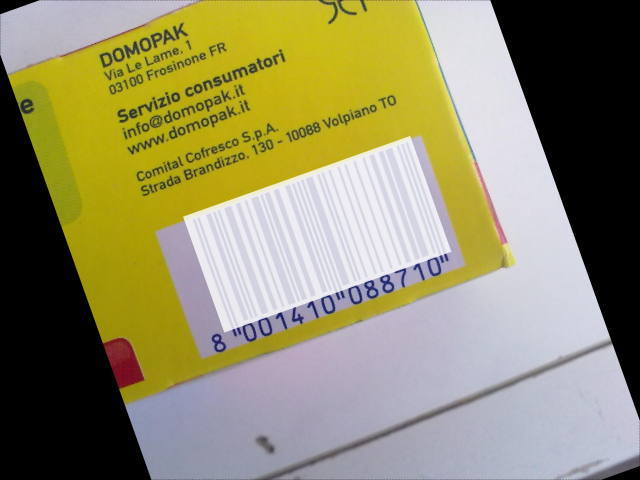 DOMOPAK
Via Le Lame, 1
03100 Frosinone FR
Servizio consumatori
info@domopak.it
www.domopak.it
Comital Cofresco S.p.A.
Strada Brandizzo, 130 - 10088 Volpiano TO
8 "001410"088710"
e